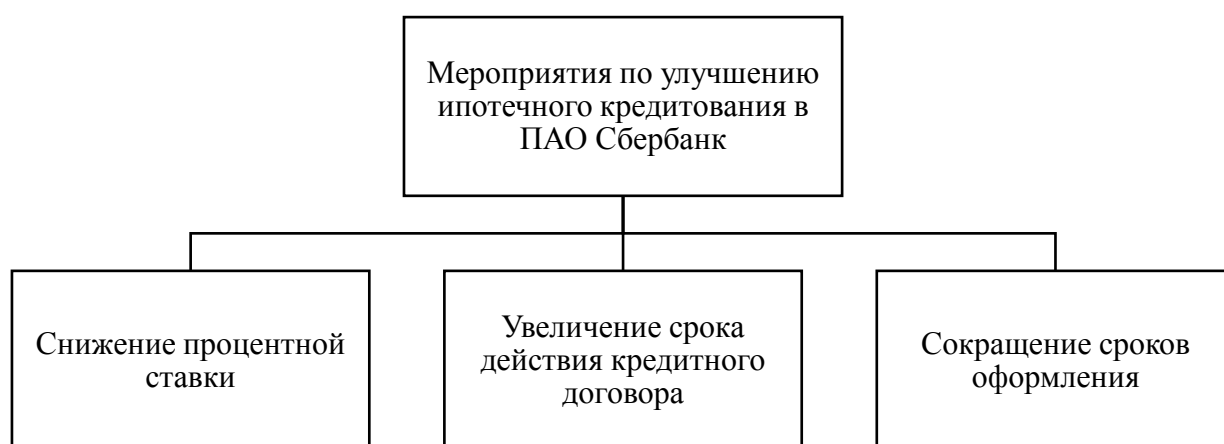 Мероприятия по улучшению
ипотечного кредитования в
ПАО Сбербанк
Снижение процентной
ставки
Увеличение срока
действия кредитного
договора
Сокращение сроков
оформления